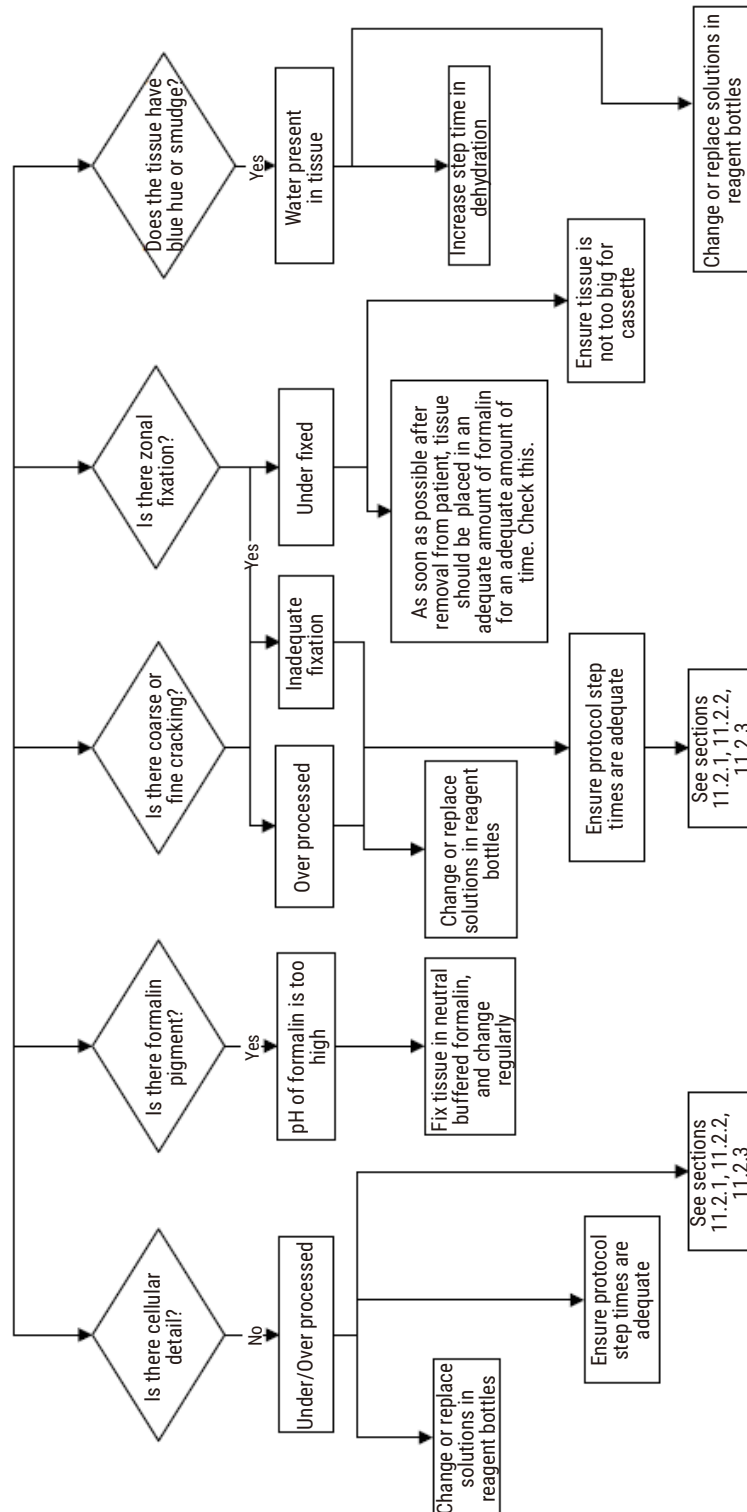 Is there cellular
detail?
Is there formalin
pigment?
Is there coarse or
fine cracking?
Is there zonal
fixation?
Does the tissue have
blue hue or smudge?
No
Yes
Yes
Yes
Under/Over processed
pH of formalin is too
high
Over processed
Inadequate
fixation
Under fixed
Water present
in tissue
Change or replace
solutions in
reagent bottles
Fix tissue in neutral
buffered formalin,
and change
regularly
Change or replace
solutions in reagent
bottles
As soon as possible after
removal from patient, tissue
should be placed in an
adequate amount of formalin
for an adequate amount of
time. Check this.
Increase step time in
dehydration
Ensure protocol
step times are
adequate
Ensure protocol step
times are adequate
Ensure tissue is
not too big for
cassette
See sections
11.2.1, 11.2.2,
11.2.3
See sections
11.2.1, 11.2.2,
11.2.3
Change or replace solutions in
reagent bottles